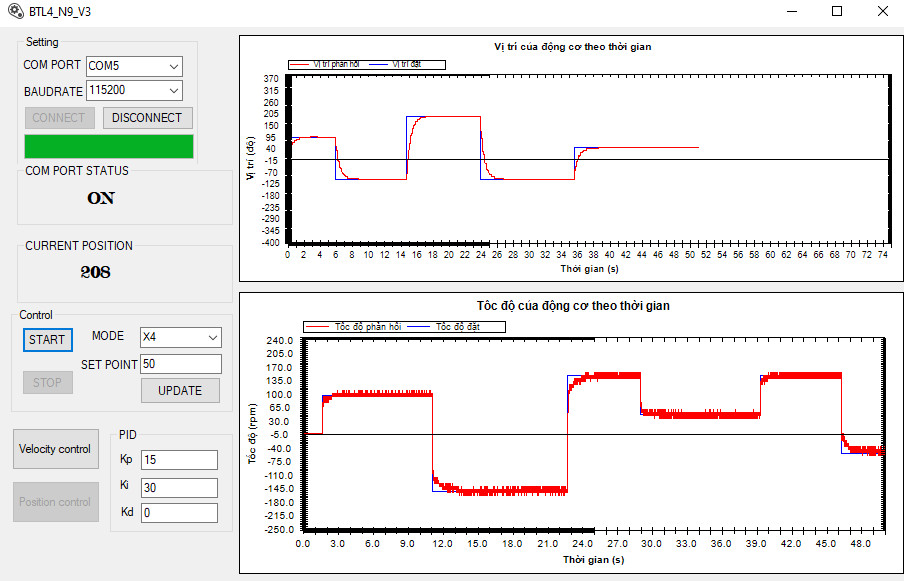 BTL4_N9_V3
Setting
COM PORT COM5
BAUDRATE 115200
CONNECT DISCONNECT
COM PORT STATUS
ON
CURRENT POSITION
208
Control
START MODE X4
SET POINT 50
STOP UPDATE
Velocity control
Position control
PID
Kp 15
Ki 30
Kd 0
Vị trí của động cơ theo thời gian
Vị trí phản hồi Vị trí đặt
Vị trí (độ)
370
315
260
205
150
95
40
-15
-70
-125
-180
-235
-290
-345
-400
0 2 4 6 8 10 12 14 16 18 20 22 24 26 28 30 32 34 36 38 40 42 44 46 48 50 52 54 56 58 60 62 64 66 68 70 72 74
Thời gian (s)
Tốc độ của động cơ theo thời gian
Tốc độ phản hồi Tốc độ đặt
Tốc độ (rpm)
240.0
205.0
170.0
135.0
100.0
65.0
30.0
-5.0
-40.0
-75.0
-110.0
-145.0
-180.0
-215.0
-250.0
0.0 3.0 6.0 9.0 12.0 15.0 18.0 21.0 24.0 27.0 30.0 33.0 36.0 39.0 42.0 45.0 48.0
Thời gian (s)